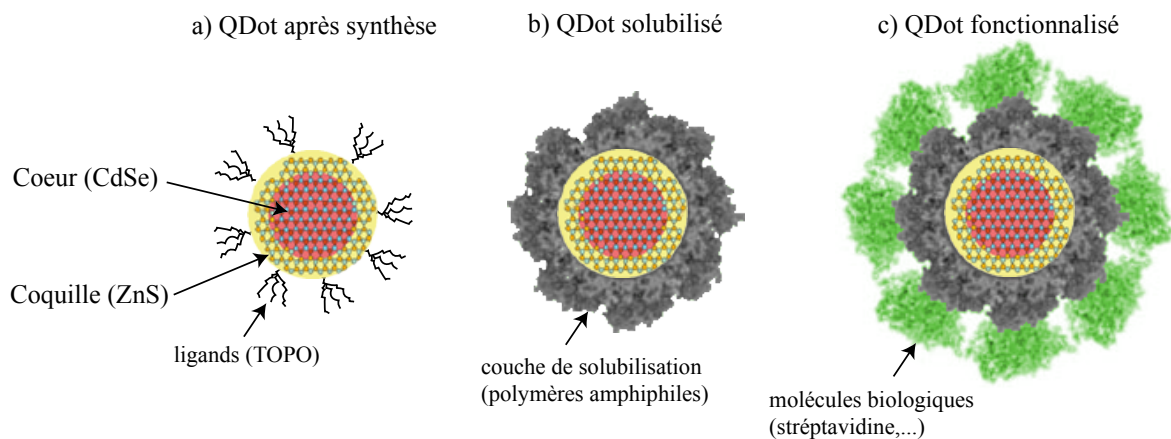 a) QDot après synthèse
b) QDot solubilisé
c) QDot fonctionnalisé
Coeur (CdSe)
Coquille (ZnS)
ligands (TOPO)
couche de solubilisation
(polymères amphiphiles)
molécules biologiques
(stréptavidine,...)